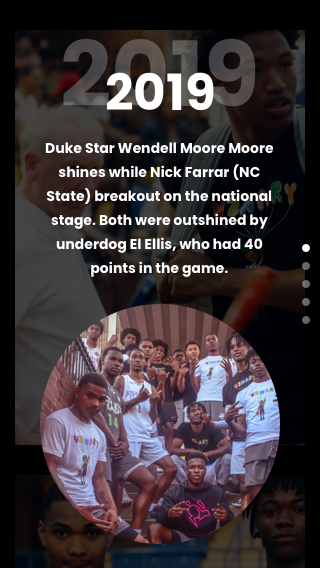 2019
2019
Duke Star Wendell Moore Moore
shines while Nick Farrar (NC
State) breakout on the national
stage. Both were outshined by
underdog El Ellis, who had 40
points in the game.
14